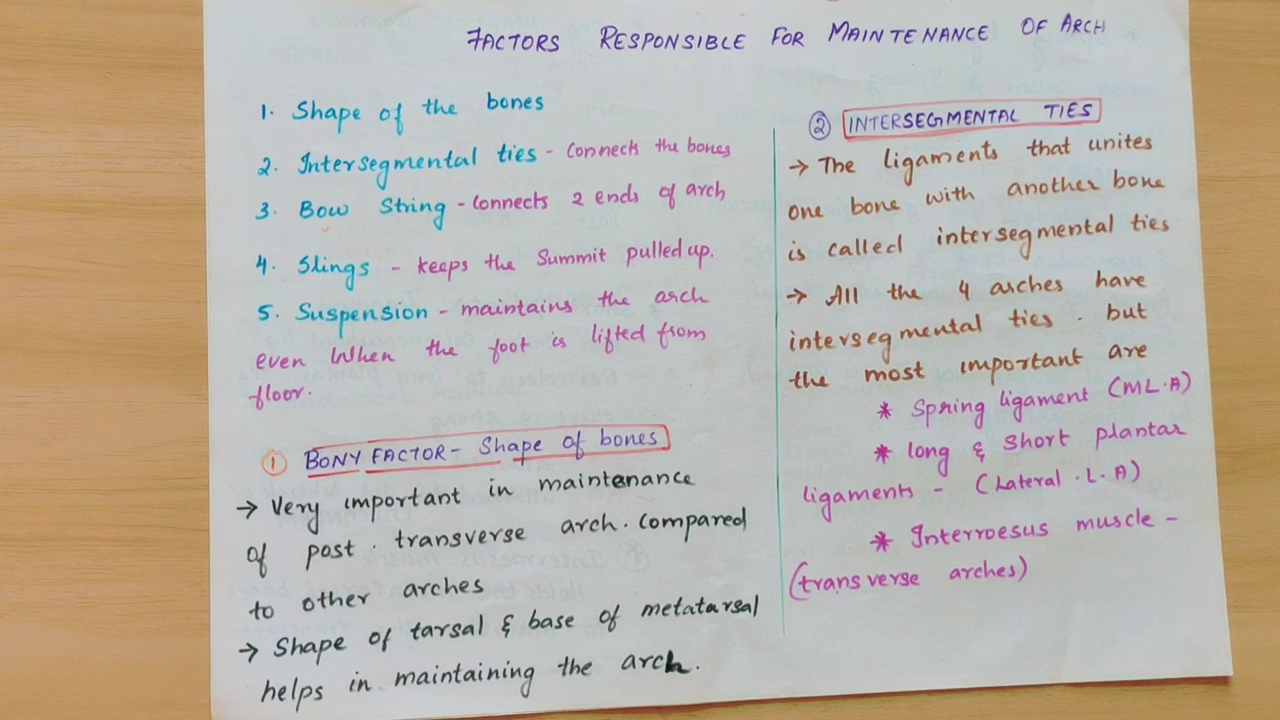 FACTORS RESPONSIBLE FOR MAINTENANCE OF ARCH
1. Shape of the bones
2. Intersegmental ties - connects the bones
3. Bow String - connects 2 ends of arch
4. Slings - keeps the Summit pulled up.
5. Suspension - maintains the arch
even when the foot is lifted from
floor.
① BONY FACTOR - Shape of bones
→ Very important in maintenance
of post. transverse arch. compared
to other arches
→ Shape of tarsal & base of metatarsal
helps in maintaining the arch.
② INTERSEGMENTAL TIES
→ The ligaments that unites
one bone with another bone
is called intersegmental ties
→ All the 4 arches have
intersegmental ties. but
the most important are
* Spring ligament (ML.A)
* long & short plantar
ligaments - (Lateral.L.A)
* Interroesus muscle -
(transverse arches)